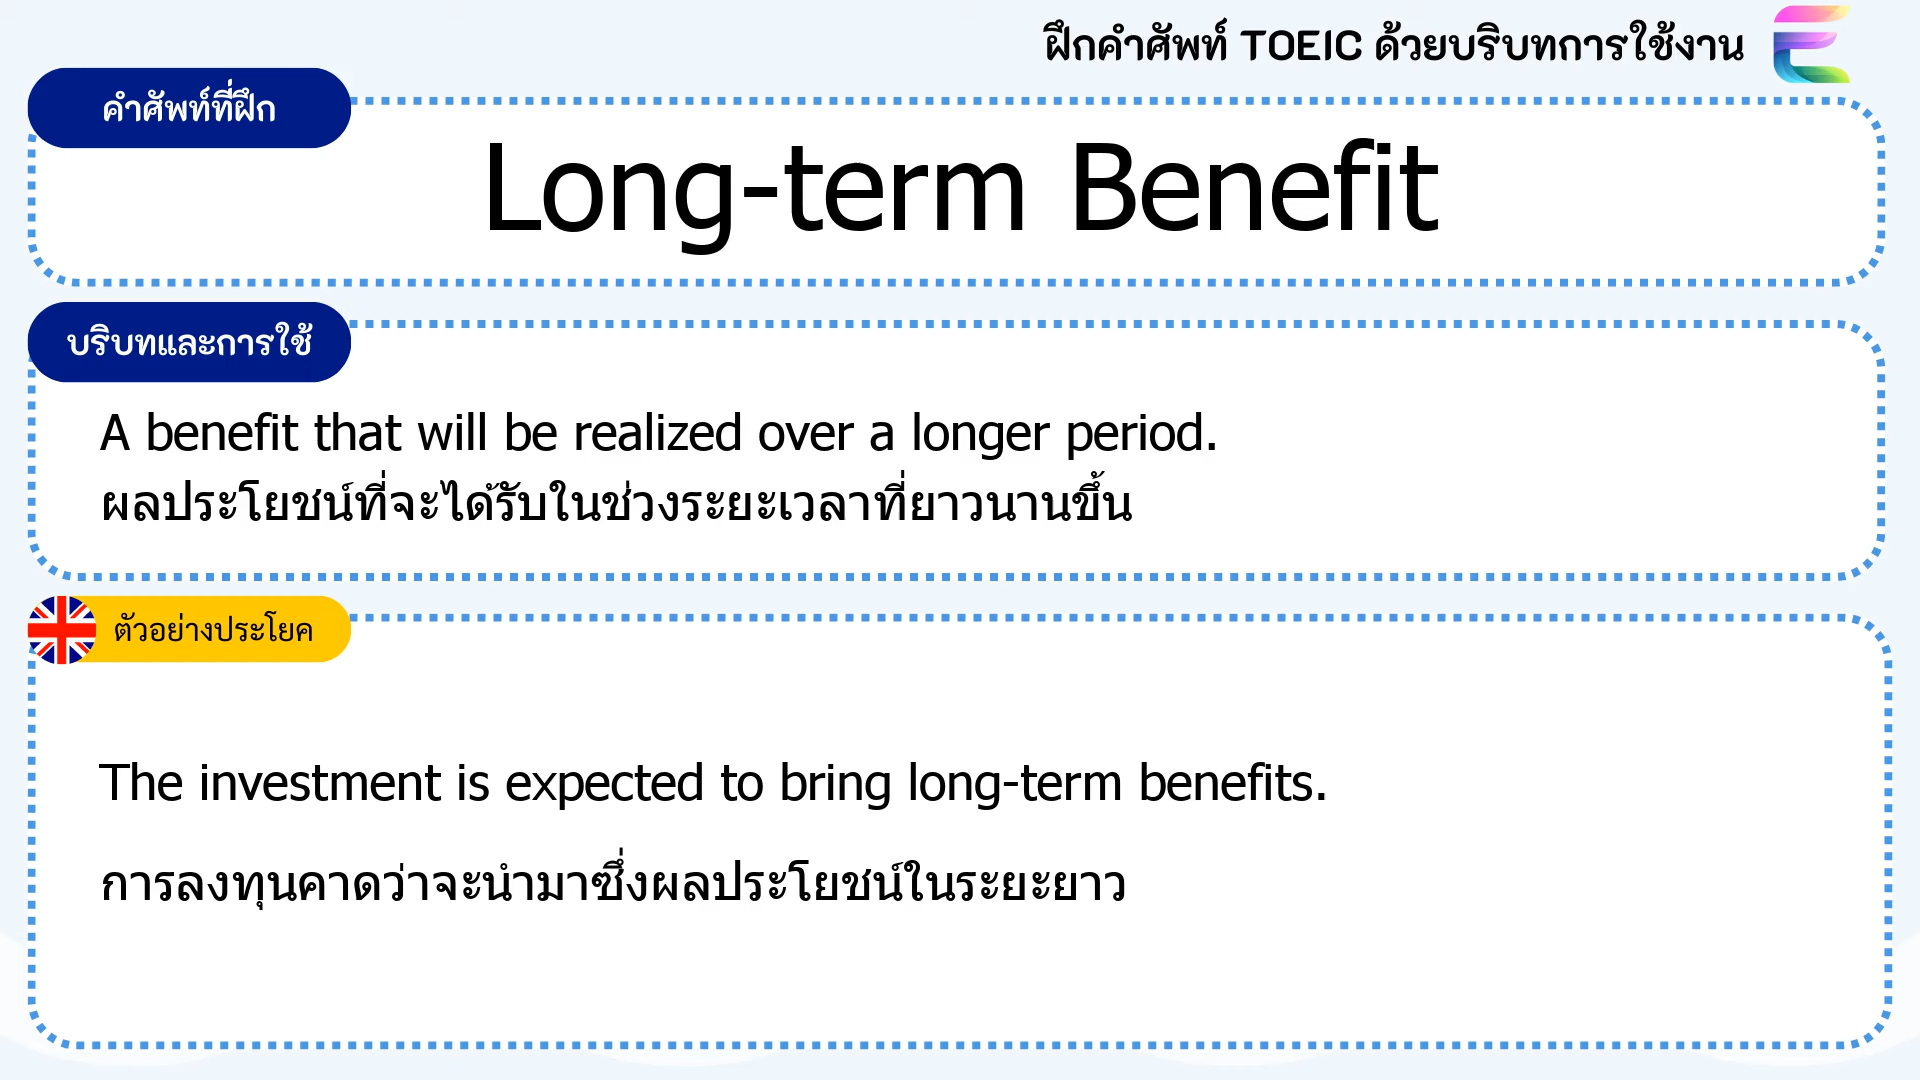 ฝึกคำศัพท์ TOEIC ด้วยบริบทการใช้งาน
คำศัพท์ที่ฝึก
Long-term Benefit
บริบทและการใช้
A benefit that will be realized over a longer period.
ผลประโยชน์ที่จะได้รับในช่วงระยะเวลาที่ยาวนานขึ้น
ตัวอย่างประโยค
The investment is expected to bring long-term benefits.
การลงทุนคาดว่าจะนำมาซึ่งผลประโยชน์ในระยะยาว